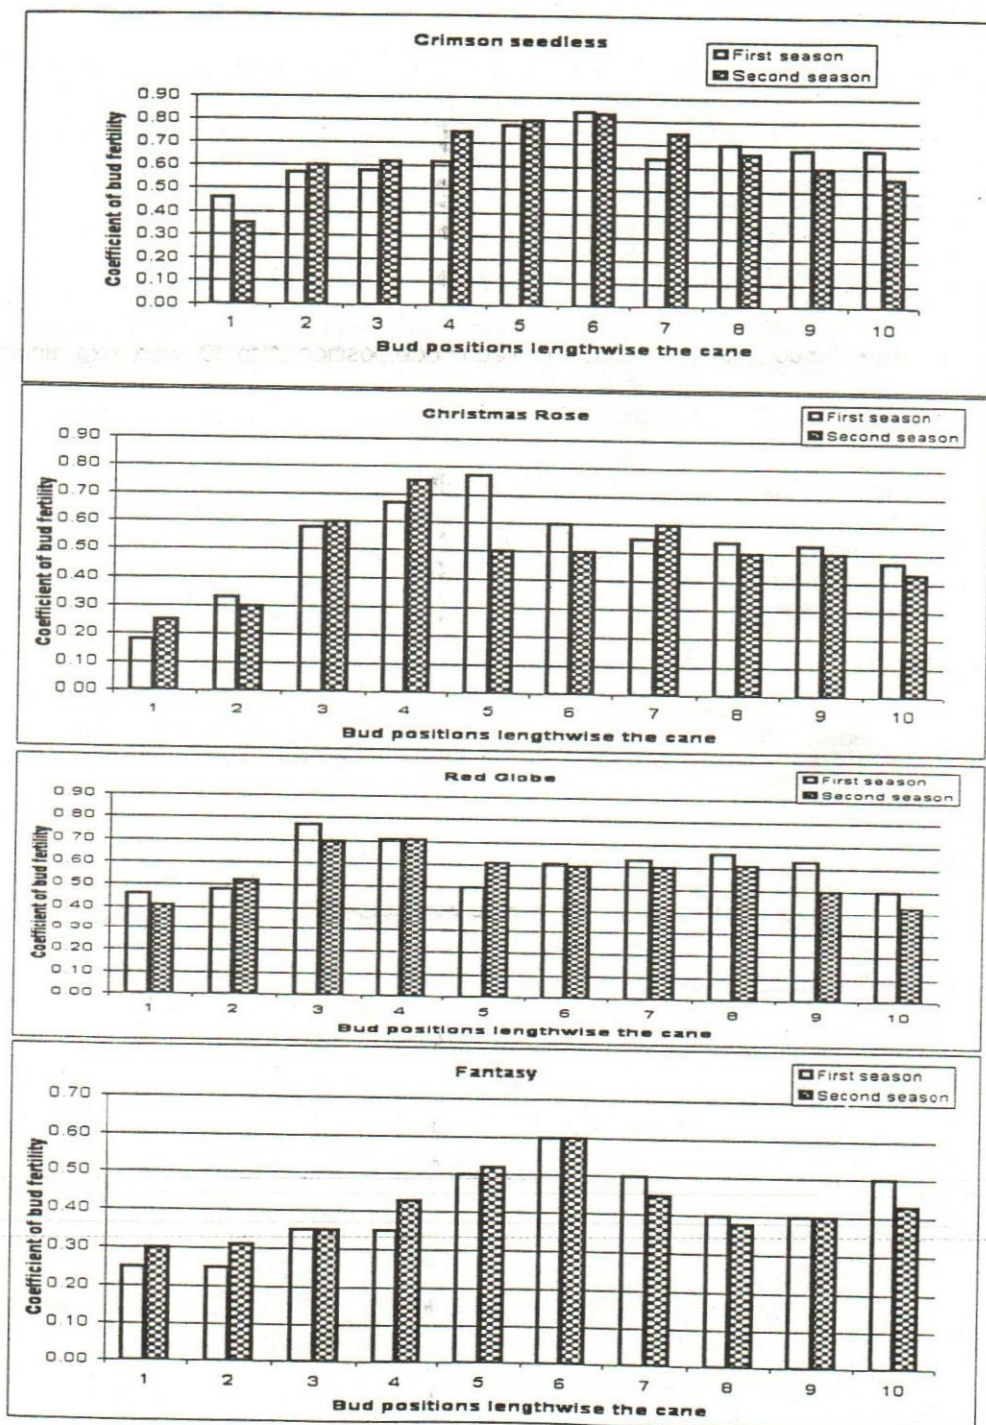 Crimson seedless
First season
Second season
Coefficient of bud fertility
0.90
0.80
0.70
0.60
0.50
0.40
0.30
0.20
0.10
0.00
1 2 3 4 5 6 7 8 9 10
Bud positions lengthwise the cane
Christmas Rose
First season
Second season
Coefficient of bud fertility
0.90
0.80
0.70
0.60
0.50
0.40
0.30
0.20
0.10
0.00
1 2 3 4 5 6 7 8 9 10
Bud positions lengthwise the cane
Red Globe
First season
Second season
Coefficient of bud fertility
0.90
0.80
0.70
0.60
0.50
0.40
0.30
0.20
0.10
0.00
1 2 3 4 5 6 7 8 9 10
Bud positions lengthwise the cane
Fantasy
First season
Second season
Coefficient of bud fertility
0.70
0.60
0.50
0.40
0.30
0.20
0.10
0.00
1 2 3 4 5 6 7 8 9 10
Bud positions lengthwise the cane